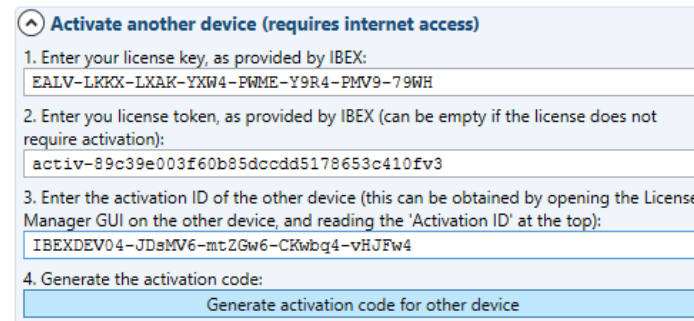 Activate another device (requires internet access)
1. Enter your license key, as provided by IBEX:
EALV-LKKX-LXAK-YXW4-PWME-Y9R4-PMV9-79WH
2. Enter you license token, as provided by IBEX (can be empty if the license does not
require activation):
activ-89c39e003f60b85dccdd5178653c410fv3
3. Enter the activation ID of the other device (this can be obtained by opening the License
Manager GUI on the other device, and reading the 'Activation ID' at the top):
IBEXDEV04-JDsMV6-mtZGw6-CKwbq4-vHJFw4
4. Generate the activation code:
Generate activation code for other device